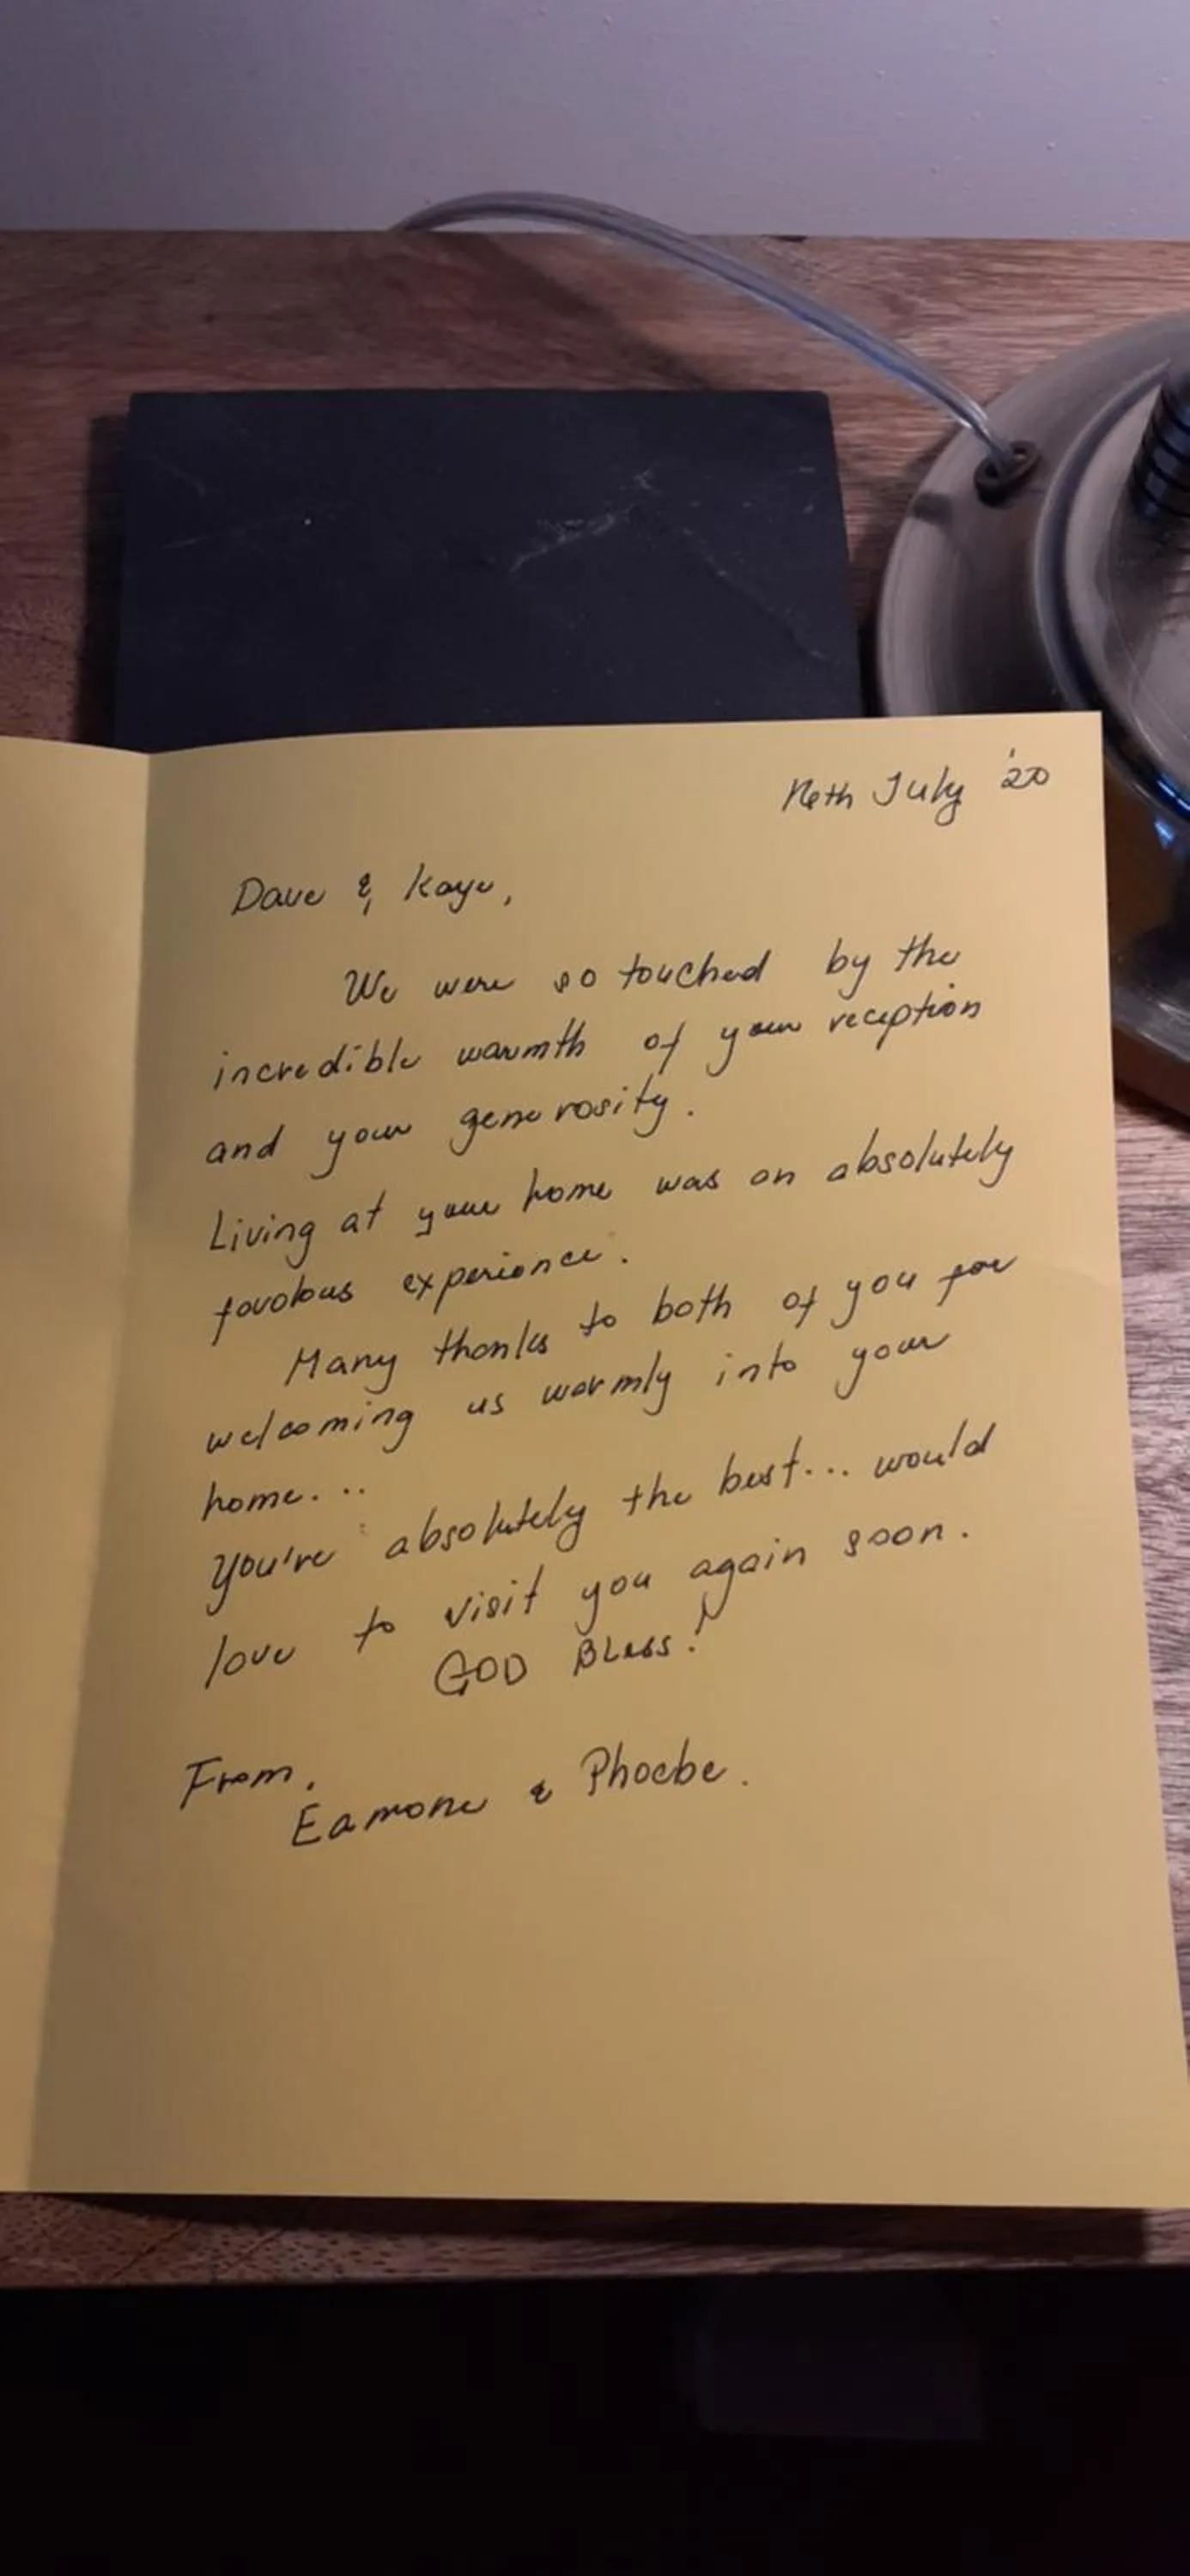 July '20
Dave & Kaye,
We were so touched by the
incredible warmth of your reception
and your generosity.
Living at your home was an absolutely
favolous experience.
Many thanks to both of you for
welcoming us warmly into your
home...
You're absolutely the best... would
love to visit you again soon.
GOD Bless!
From,
Eamone & Phoebe.